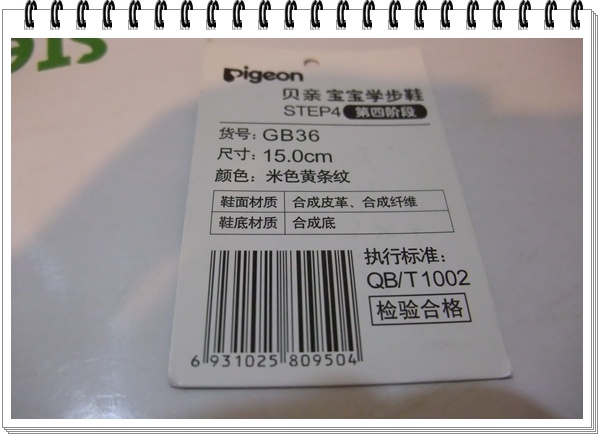 Pigeon
贝亲 宝宝学步鞋
STEP4 第四阶段
货号: GB36
尺寸: 15.0cm
颜色: 米色黄条纹
鞋面材质 合成皮革、合成纤维
鞋底材质 合成底
执行标准:
QB/T1002
检验合格
6 931025 809504